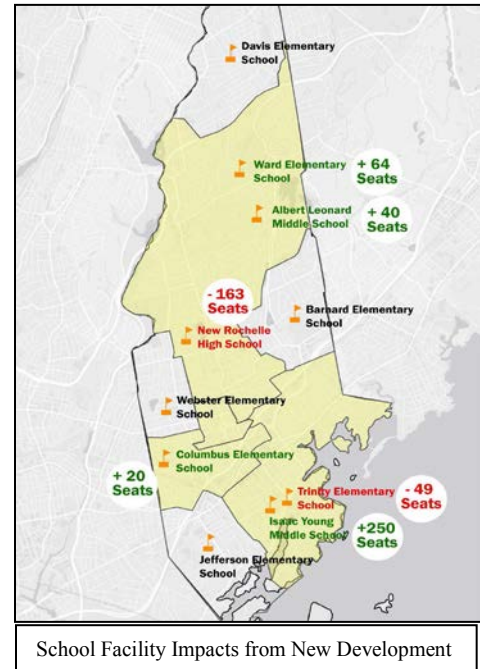 Davis Elementary
School
Ward Elementary
School
+ 64
Seats
Albert Leonard
Middle School
+ 40
Seats
- 163
Seats
Barnard Elementary
School
New Rochelle
High School
Webster Elementary
School
Columbus Elementary
School
+ 20
Seats
Trinity Elementary
School
- 49
Seats
Isaac Young
Middle School
+250
Seats
Jefferson Elementary
School
School Facility Impacts from New Development